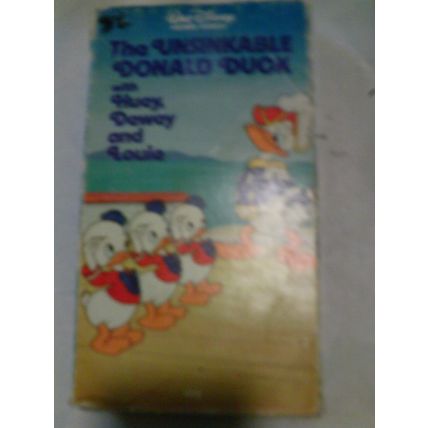 Walt Disney
The UNSINKABLE
DONALD DUCK
with
Huey,
Dewey
and
Louie